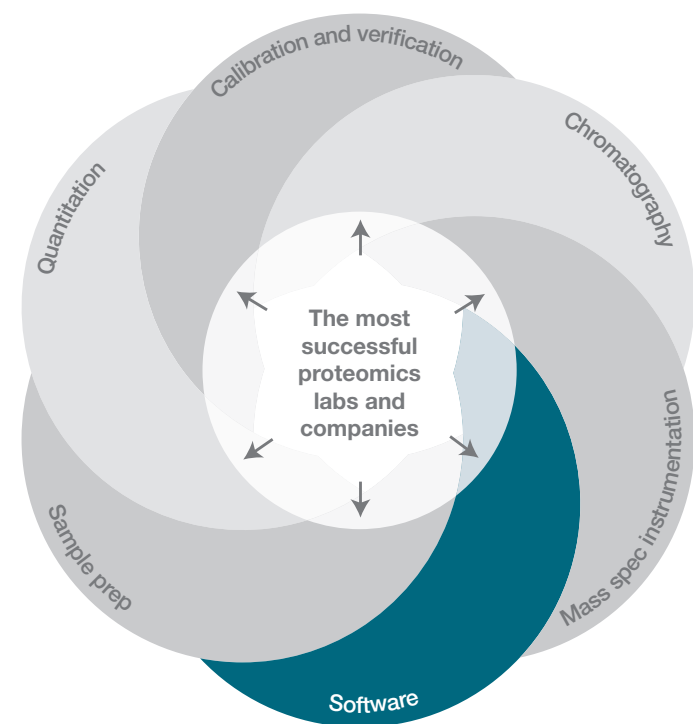 Calibration and verification
Chromatography
Quantitation
The most
successful
proteomics
labs and
companies
Mass spec instrumentation
Sample prep
Software